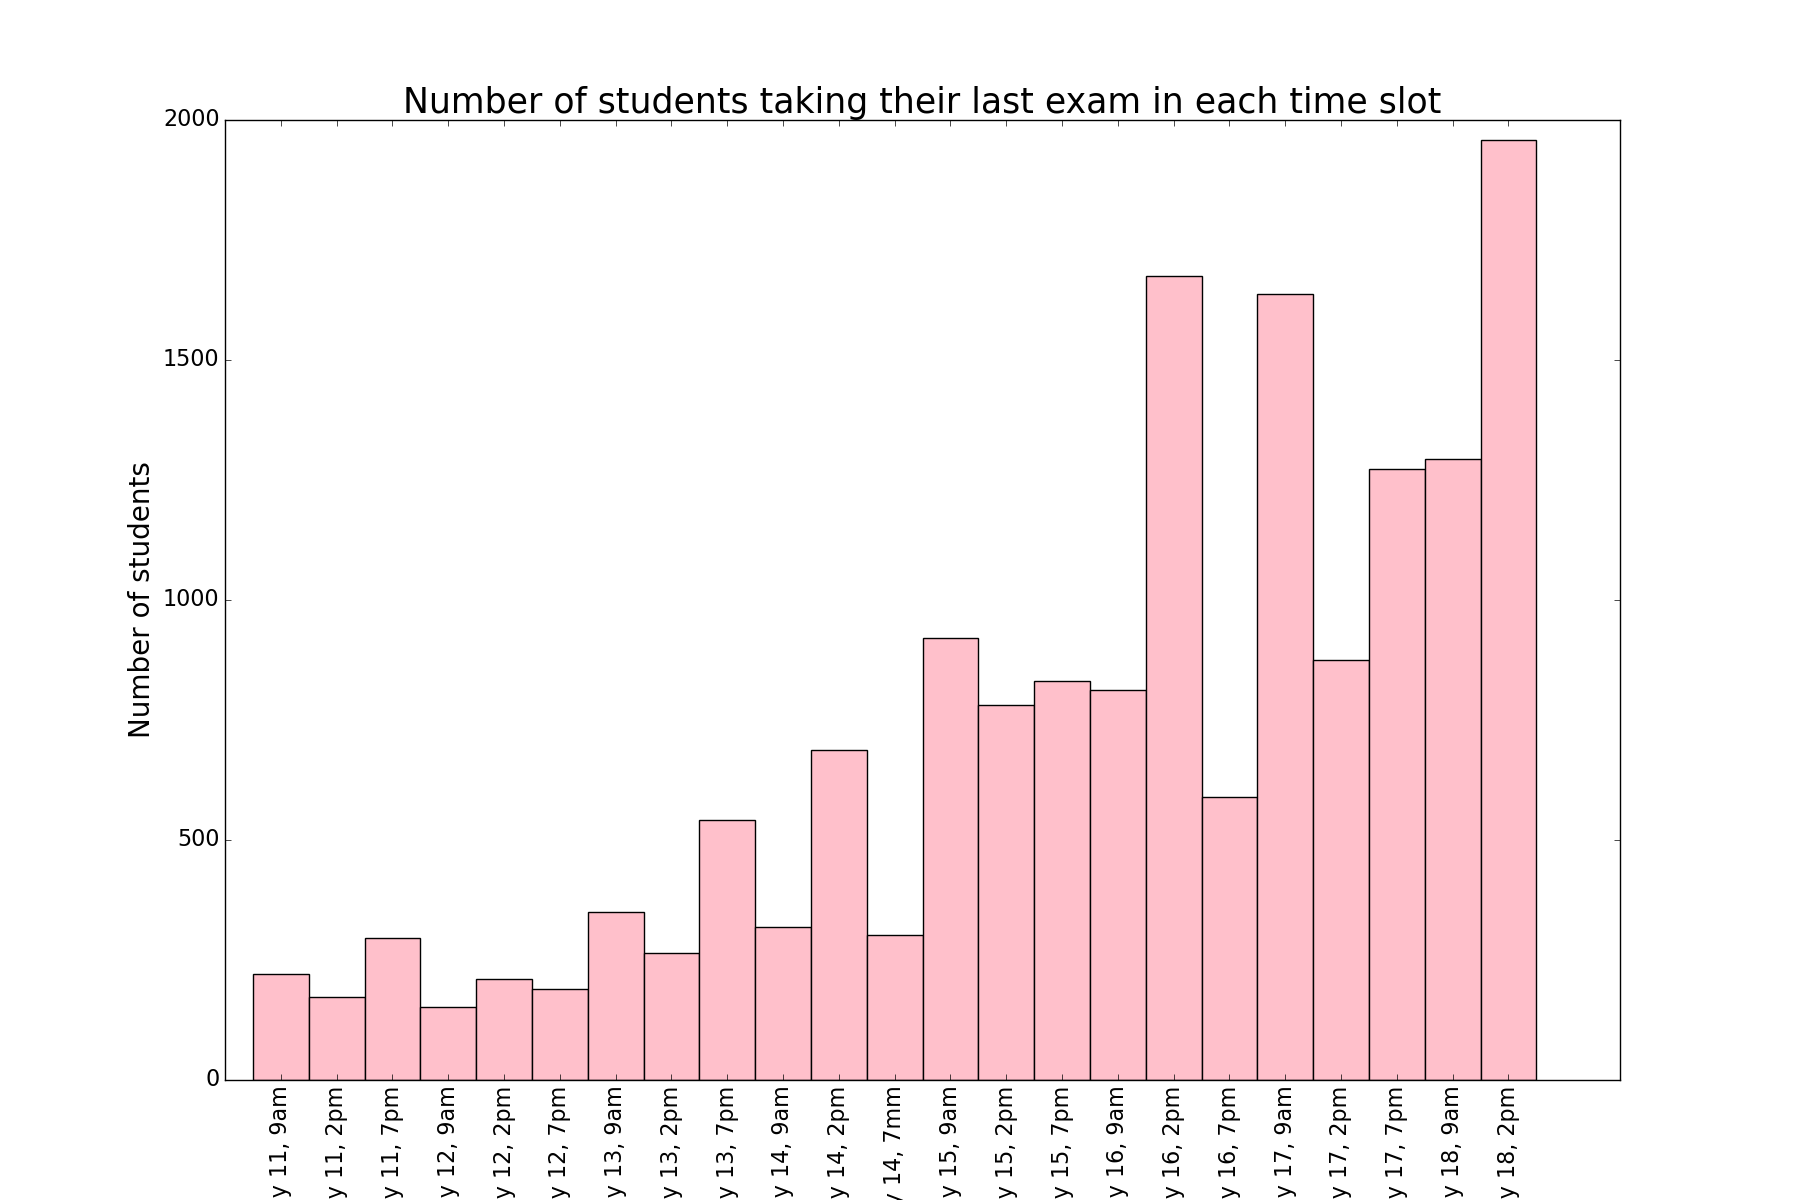 Number of students taking their last exam in each time slot
Number of students
2000
1500
1000
500
0
y 11, 9am
y 11, 2pm
y 11, 7pm
y 12, 9am
y 12, 2pm
y 12, 7pm
y 13, 9am
y 13, 2pm
y 13, 7pm
y 14, 9am
y 14, 2pm
y 14, 7mm
y 15, 9am
y 15, 2pm
y 15, 7pm
y 16, 9am
y 16, 2pm
y 16, 7pm
y 17, 9am
y 17, 2pm
y 17, 7pm
y 18, 9am
y 18, 2pm